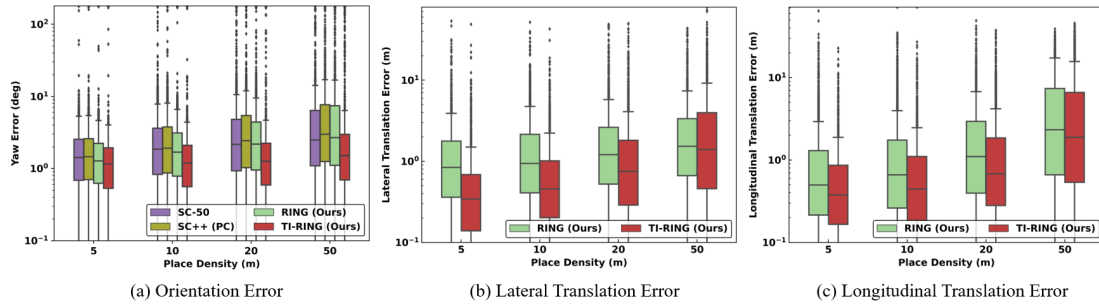 Yaw Error (deg)
10²
10¹
10⁰
10⁻¹
SC-50
SC++ (PC)
RING (Ours)
TI-RING (Ours)
5 10 20 50
Place Density (m)
(a) Orientation Error
Lateral Translation Error (m)
10¹
10⁰
10⁻¹
RING (Ours) TI-RING (Ours)
5 10 20 50
Place Density (m)
(b) Lateral Translation Error
Longitudinal Translation Error (m)
10¹
10⁰
10⁻¹
RING (Ours) TI-RING (Ours)
5 10 20 50
Place Density (m)
(c) Longitudinal Translation Error